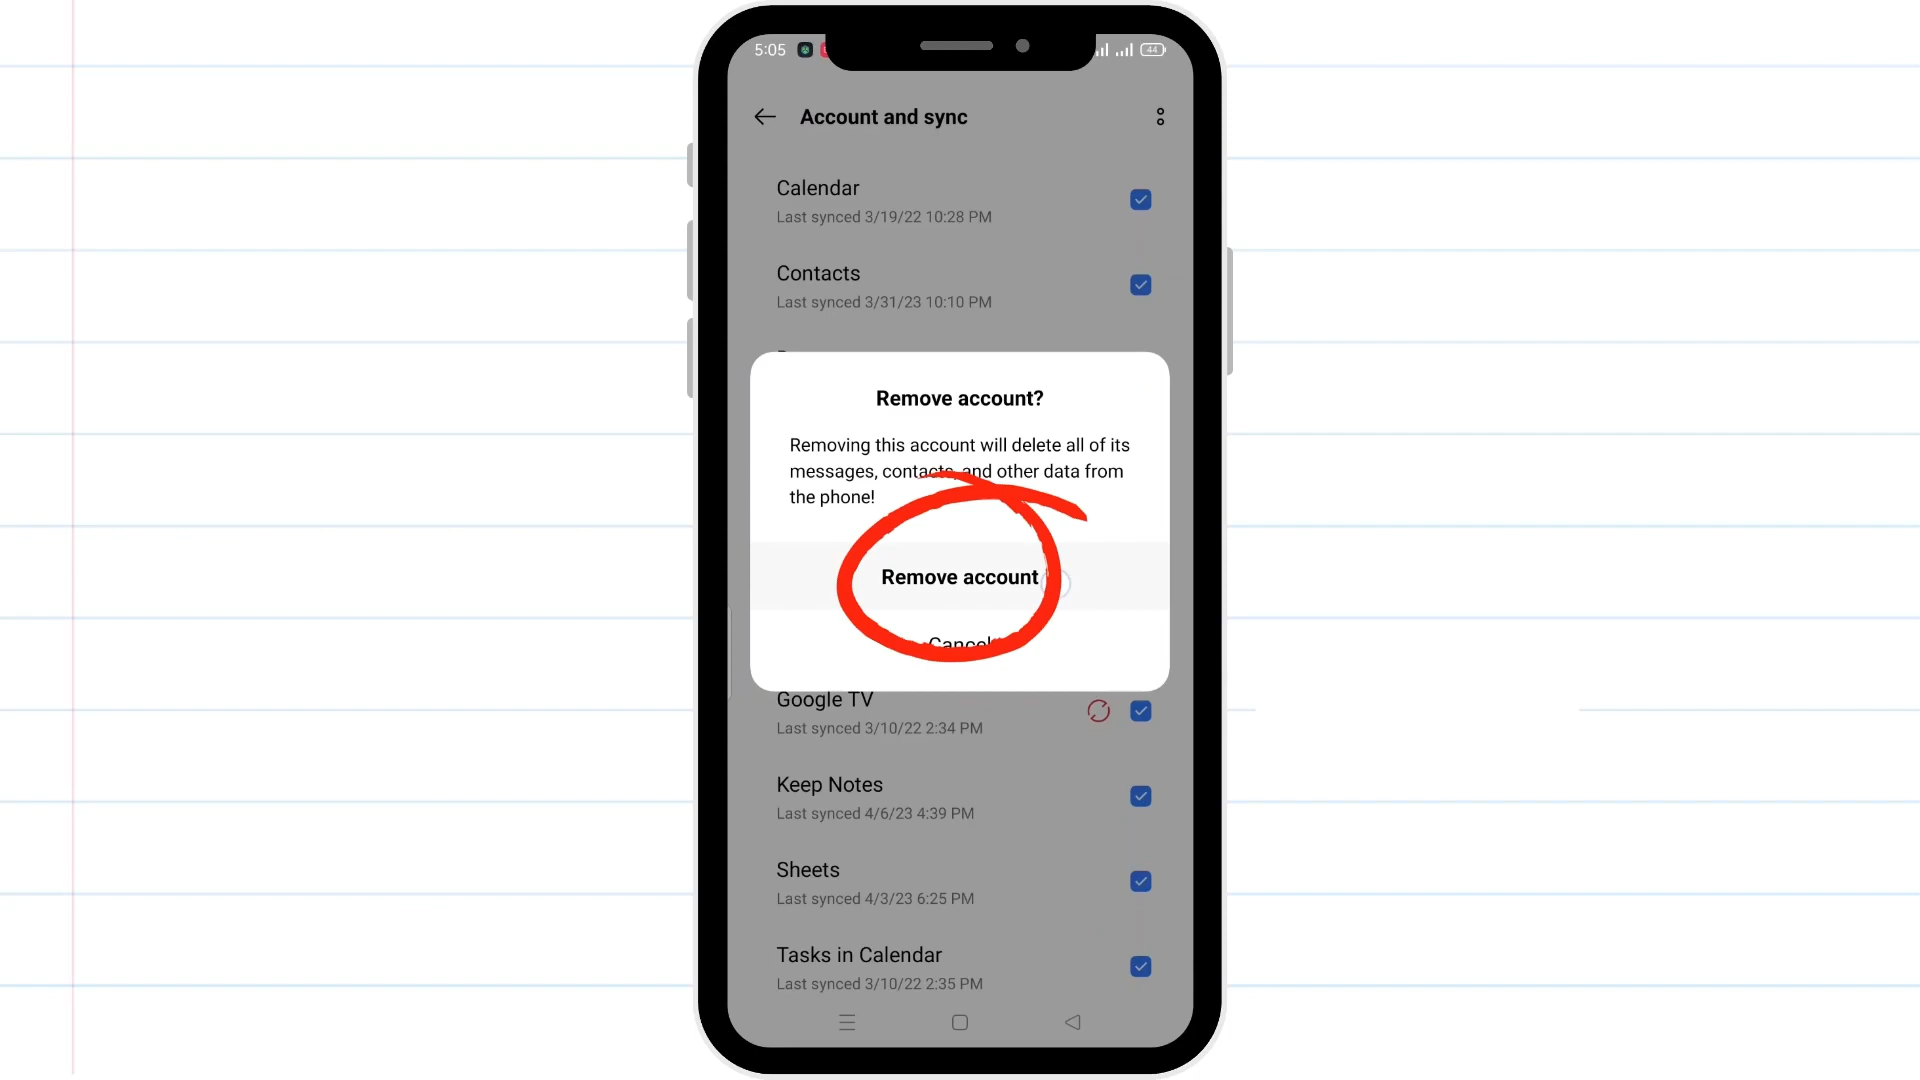 5:05
44
Account and sync
Calendar
Last synced 3/19/22 10:28 PM
Contacts
Last synced 3/31/23 10:10 PM
Remove account?
Removing this account will delete all of its
messages, contacts, and other data from
the phone!
Remove account
Cancel
Google TV
Last synced 3/10/22 2:34 PM
Keep Notes
Last synced 4/6/23 4:39 PM
Sheets
Last synced 4/3/23 6:25 PM
Tasks in Calendar
Last synced 3/10/22 2:35 PM